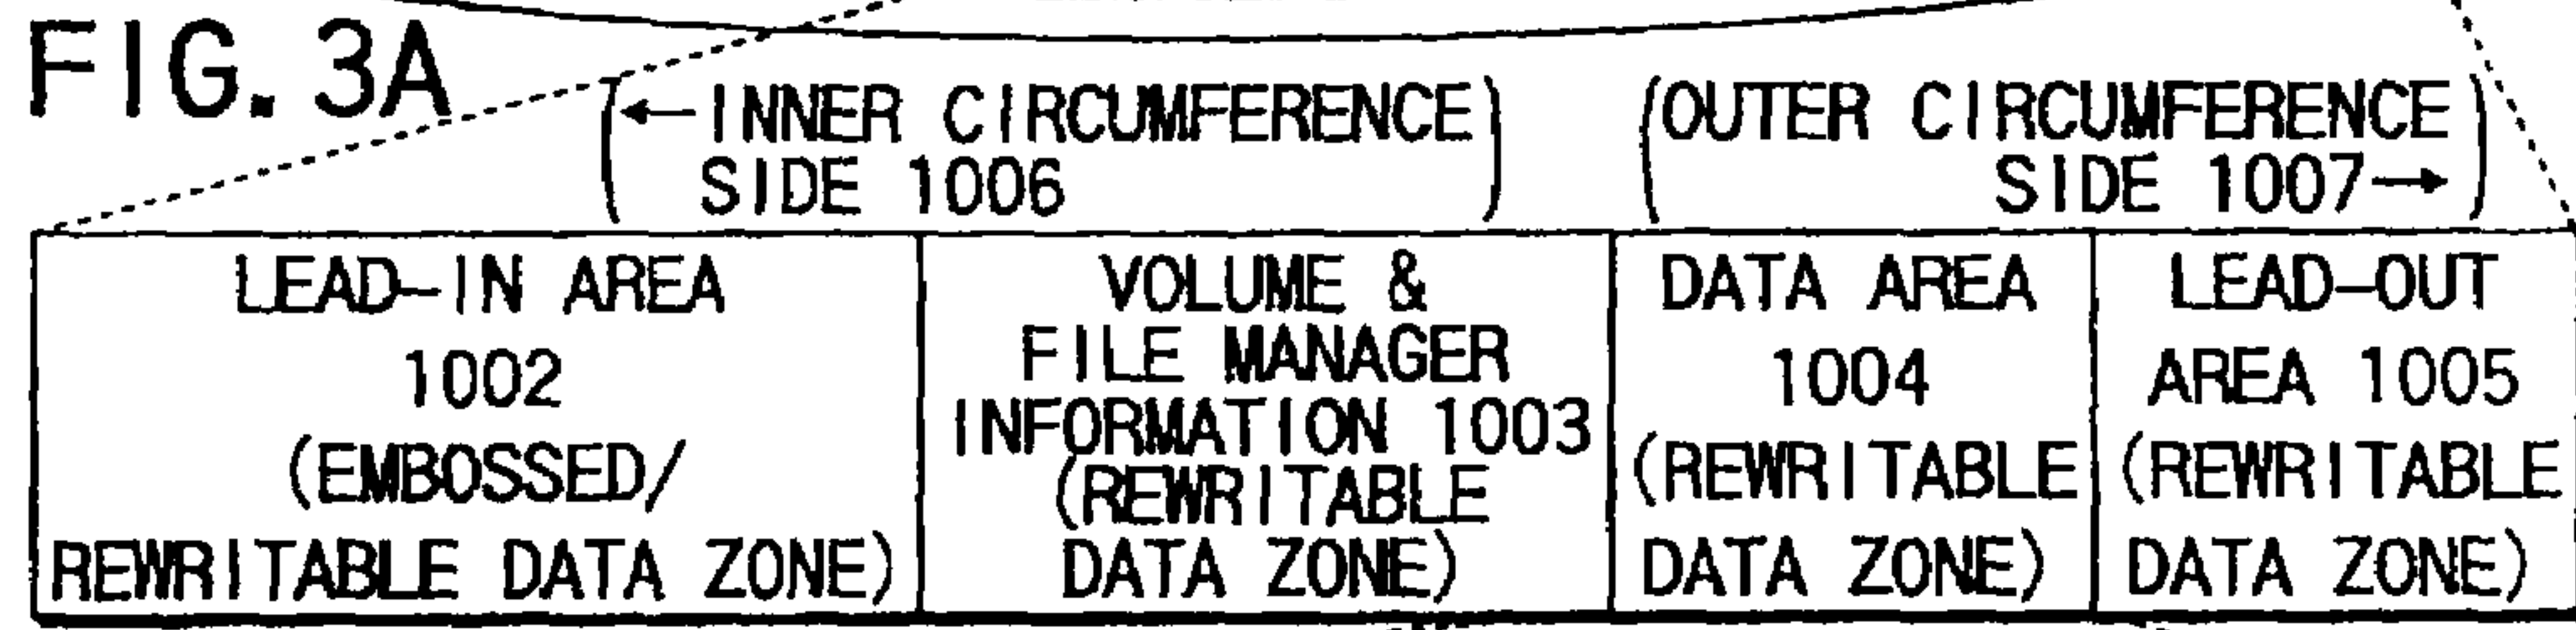 FIG. 3A
(←INNER CIRCUMFERENCE
SIDE 1006)
(OUTER CIRCUMFERENCE
SIDE 1007→)
LEAD-IN AREA
1002
(EMBOSSED/
REWRITABLE DATA ZONE)
VOLUME &
FILE MANAGER
INFORMATION 1003
(REWRITABLE
DATA ZONE)
DATA AREA
1004
(REWRITABLE
DATA ZONE)
LEAD-OUT
AREA 1005
(REWRITABLE
DATA ZONE)